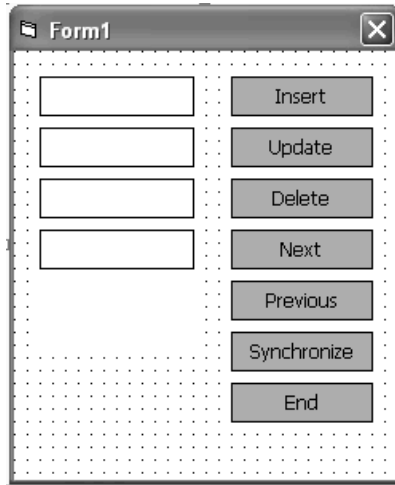 Form1
Insert
Update
Delete
Next
Previous
Synchronize
End